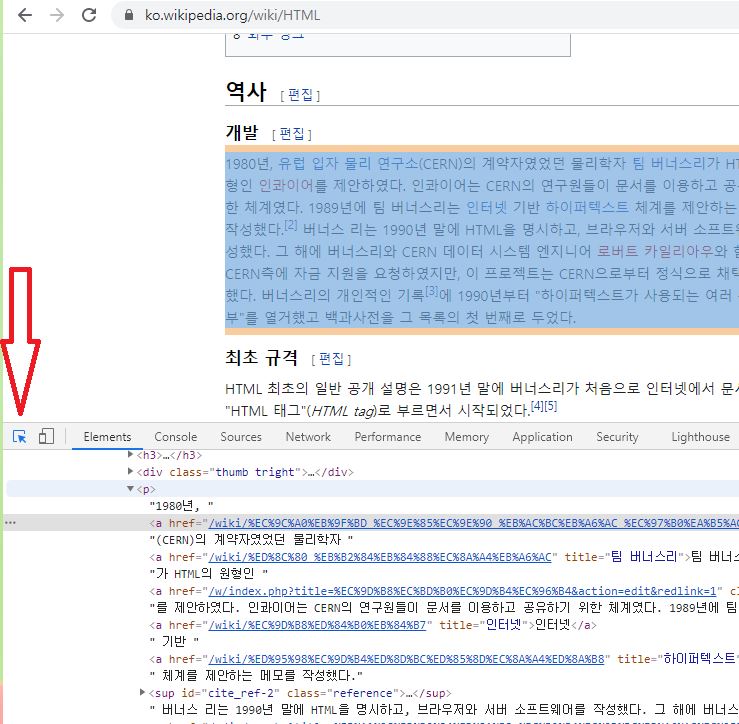 ko.wikipedia.org/wiki/HTML
역사 [ 편집 ]
개발 [ 편집 ]
1980년, 유럽 입자 물리 연구소(CERN)의 계약자였었던 물리학자 팀 버너스리가 H
형인 인콰이어를 제안하였다. 인콰이어는 CERN의 연구원들이 문서를 이용하고 공
한 체계였다. 1989년에 팀 버너스리는 인터넷 기반 하이퍼텍스트 체계를 제안하는
작성했다.[2] 버너스 리는 1990년 말에 HTML을 명시하고, 브라우저와 서버 소프트웨
성했다. 그 해에 버너스리와 CERN 데이터 시스템 엔지니어 로버트 카일리아우와 함
CERN측에 자금 지원을 요청하였지만, 이 프로젝트는 CERN으로부터 정식으로 채택
했다. 버너스리의 개인적인 기록[3]에 1990년부터 "하이퍼텍스트가 사용되는 여러
부"를 열거했고 백과사전을 그 목록의 첫 번째로 두었다.
최초 규격 [ 편집 ]
HTML 최초의 일반 공개 설명은 1991년 말에 버너스리가 처음으로 인터넷에서 문
"HTML 태그"(HTML tag)로 부르면서 시작되었다.[4][5]
Elements Console Sources Network Performance Memory Application Security Lighthouse
<h3>…</h3>
<div class="thumb tright">…</div>
<p>
"1980년, "
<a href="/wiki/%EC%9C%A0%EB%9F%BD_%EC%9E%85%EC%9E%90_%EB%AC%BC%EB%A6%AC_%EC%97%B0%EA%B5%AC
"(CERN)의 계약자였었던 물리학자 "
<a href="/wiki/%ED%8C%80_%EB%B2%84%EB%84%88%EC%8A%A4%EB%A6%AC" title="팀 버너스리">팀 버너스
"가 HTML의 원형인 "
<a href="/w/index.php?title=%EC%9D%B8%EC%BD%B0%EC%9D%B4%EC%96%B4&action=edit&redlink=1" cl
"를 제안하였다. 인콰이어는 CERN의 연구원들이 문서를 이용하고 공유하기 위한 체계였다. 1989년에 팀
<a href="/wiki/%EC%9D%B8%ED%84%B0%EB%84%B7" title="인터넷">인터넷</a>
" 기반 "
<a href="/wiki/%ED%95%98%EC%9D%B4%ED%8D%BC%ED%85%8D%EC%8A%A4%ED%8A%B8" title="하이퍼텍스트"
" 체계를 제안하는 메모를 작성했다."
<sup id="cite_ref-2" class="reference">…</sup>
" 버너스 리는 1990년 말에 HTML을 명시하고, 브라우저와 서버 소프트웨어를 작성했다. 그 해에 버너스